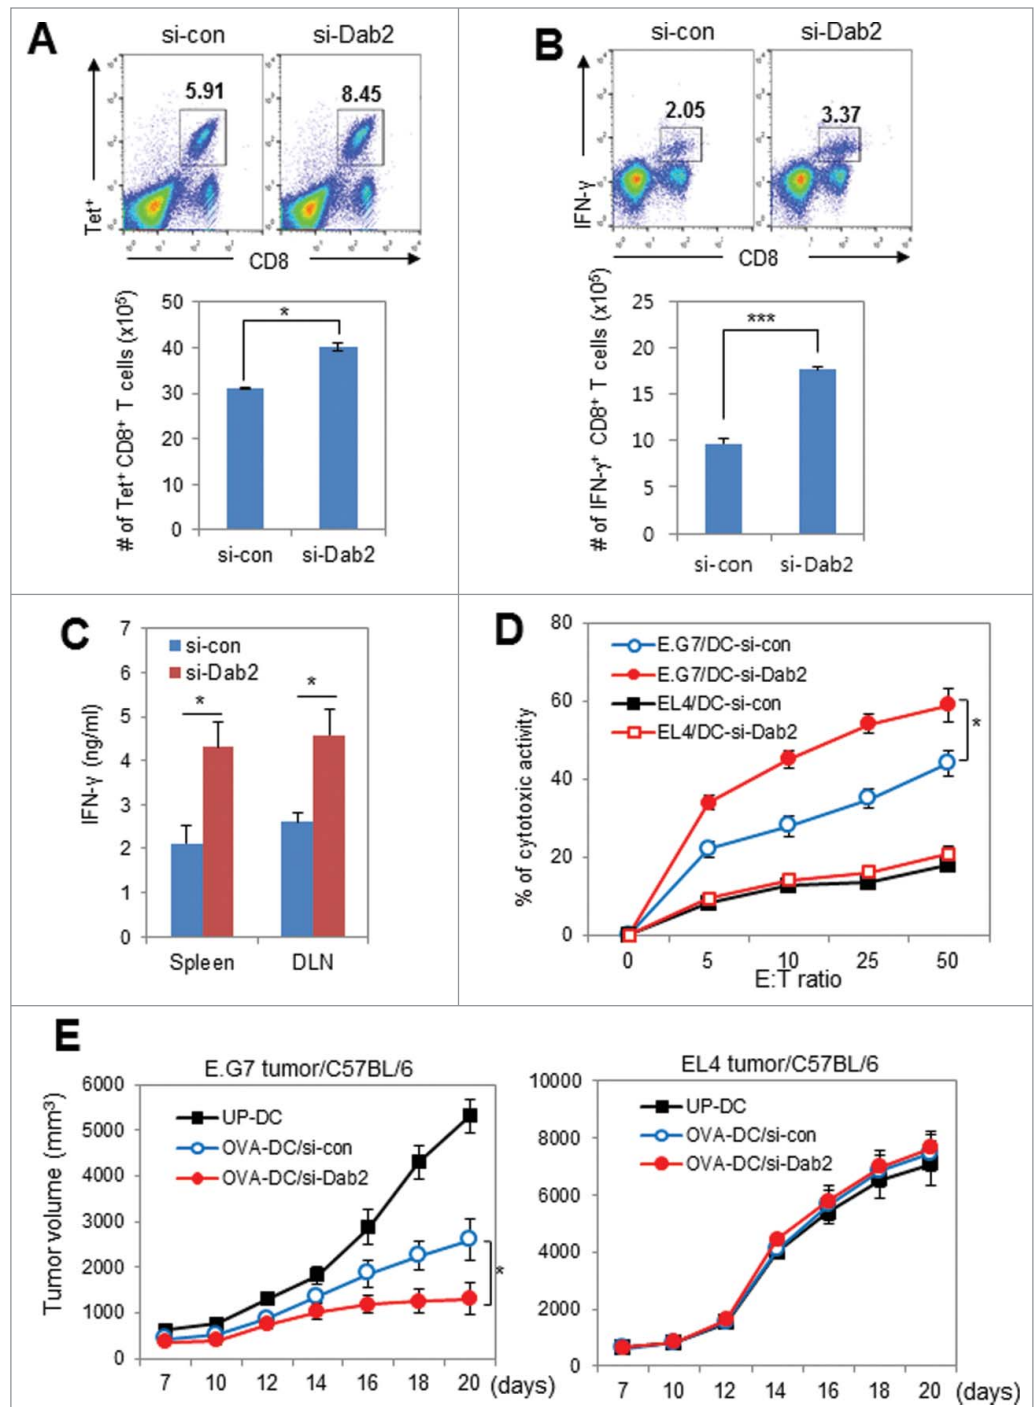 A
si-con si-Dab2
5.91 8.45
Tet⁺
CD8
# of Tet⁺ CD8⁺ T cells (x10⁵)
50
40
30
20
10
0
*
si-con si-Dab2
B
si-con si-Dab2
2.05 3.37
IFN-γ
CD8
# of IFN-γ⁺ CD8⁺ T cells (x10⁵)
25
20
15
10
5
0
***
si-con si-Dab2
C
IFN-γ (ng/ml)
7
6
5
4
3
2
1
0
si-con
si-Dab2
* *
Spleen DLN
D
% of cytotoxic activity
80
60
40
20
0
E.G7/DC-si-con
E.G7/DC-si-Dab2
EL4/DC-si-con
EL4/DC-si-Dab2
*
0 5 10 25 50
E:T ratio
E
E.G7 tumor/C57BL/6
Tumor volume (mm³)
6000
5000
4000
3000
2000
1000
0
UP-DC
OVA-DC/si-con
OVA-DC/si-Dab2
*
7 10 12 14 16 18 20 (days)
EL4 tumor/C57BL/6
10000
8000
6000
4000
2000
0
UP-DC
OVA-DC/si-con
OVA-DC/si-Dab2
7 10 12 14 16 18 20 (days)